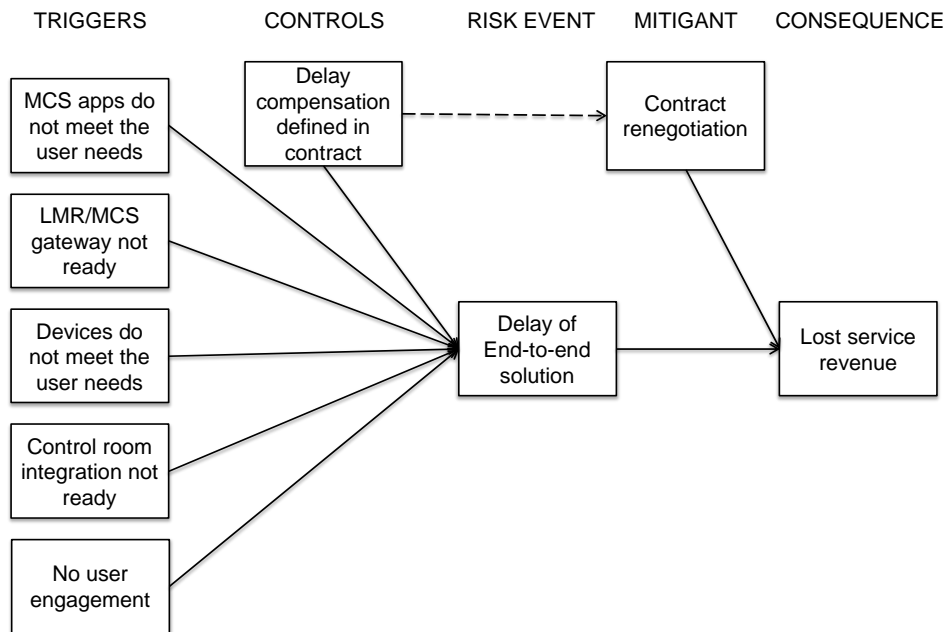 TRIGGERS
CONTROLS
RISK EVENT
MITIGANT
CONSEQUENCE
MCS apps do
not meet the
user needs
Delay
compensation
defined in
contract
Contract
renegotiation
LMR/MCS
gateway not
ready
Devices do
not meet the
user needs
Delay of
End-to-end
solution
Lost service
revenue
Control room
integration not
ready
No user
engagement